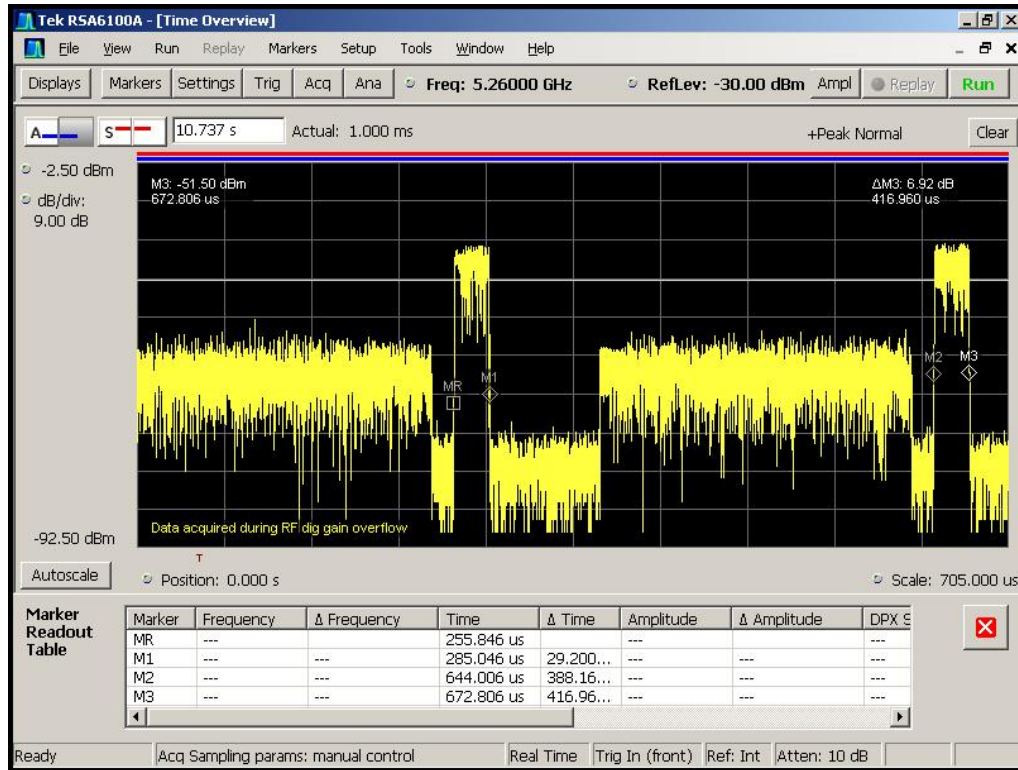 Tek RSA6100A - [Time Overview]
File View Run Replay Markers Setup Tools Window Help
Displays Markers Settings Trig Acq Ana Freq: 5.26000 GHz RefLev: -30.00 dBm Ampl Replay Run
A S 10.737 s Actual: 1.000 ms +Peak Normal Clear
-2.50 dBm
dB/div:
9.00 dB
M3: -51.50 dBm
672.806 us
ΔM3: 6.92 dB
416.960 us
MR M1 M2 M3
Data acquired during RF dig gain overflow
-92.50 dBm
T
Autoscale Position: 0.000 s Scale: 705.000 us
Marker
Readout
Table
Marker Frequency Δ Frequency Time Δ Time Amplitude Δ Amplitude DPX S
MR --- 255.846 us --- ---
M1 --- --- 285.046 us 29.200... --- --- ---
M2 --- --- 644.006 us 388.16... --- --- ---
M3 --- --- 672.806 us 416.96... --- --- ---
Ready Acq Sampling params: manual control Real Time Trig In (front) Ref: Int Atten: 10 dB